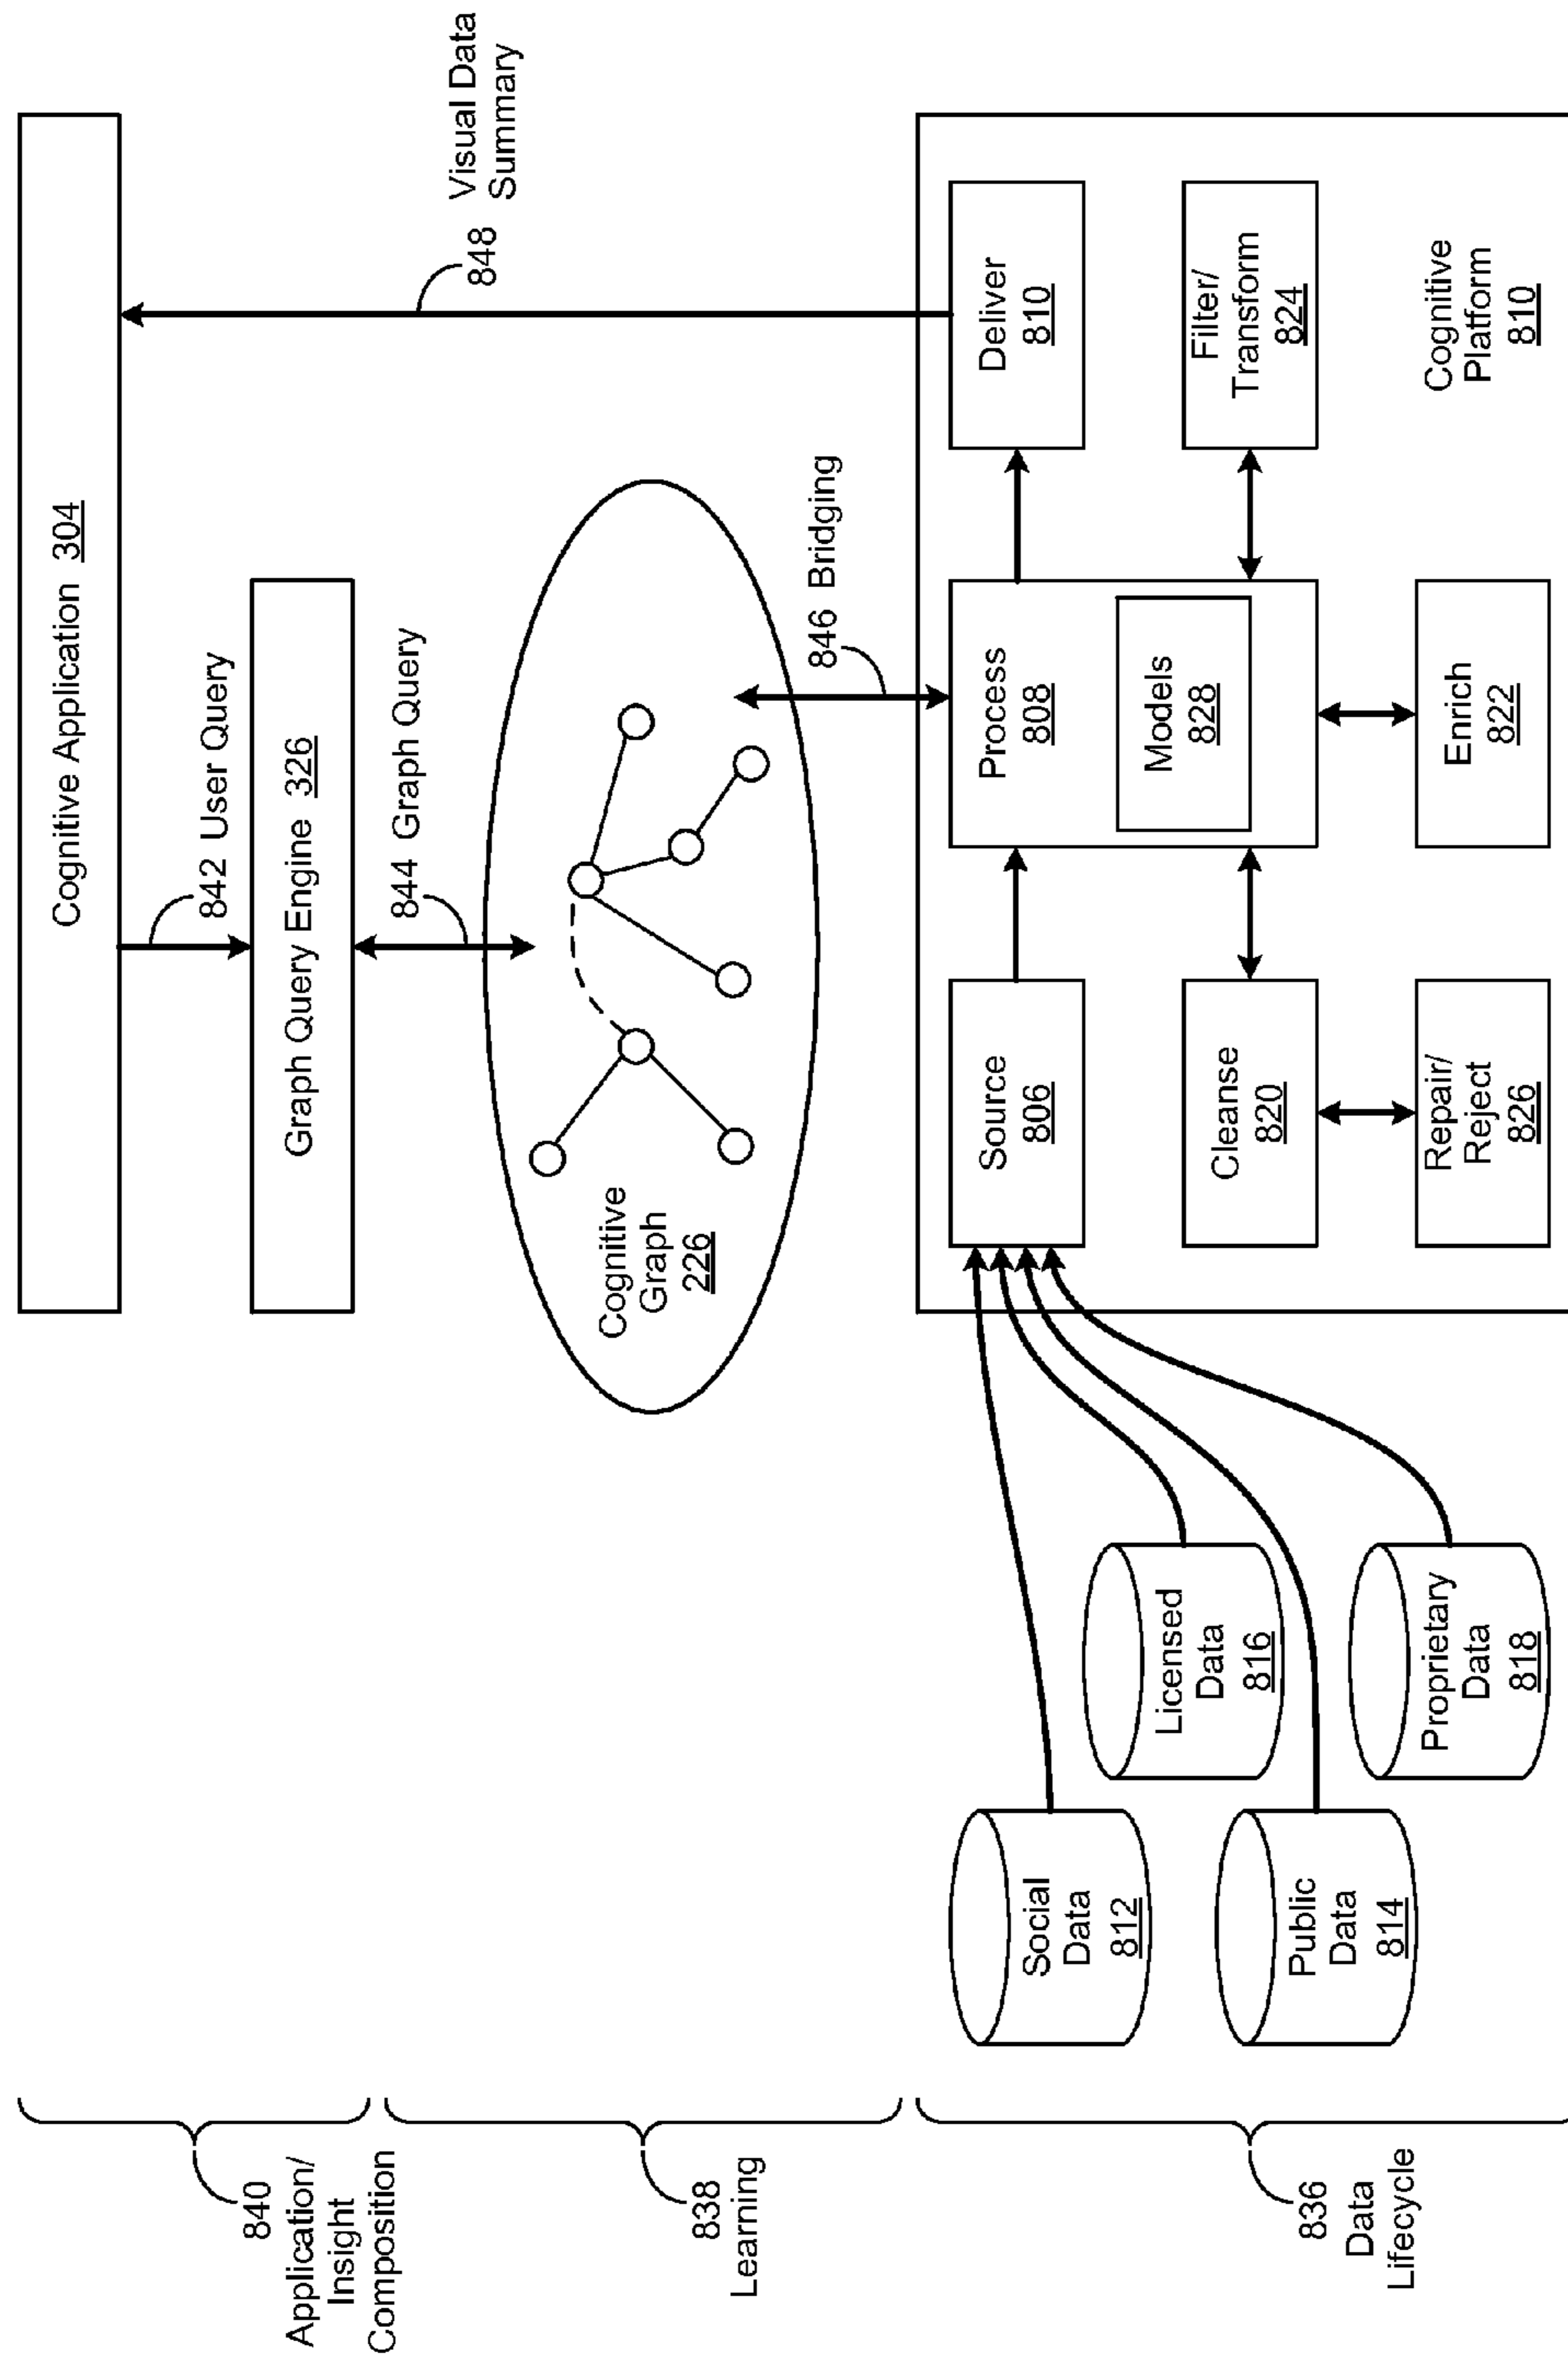 Cognitive Application 304
842 User Query
Graph Query Engine 326
844 Graph Query
Cognitive
Graph
226
846 Bridging
848
Visual Data
Summary
840
Application/
Insight
Composition
838
Learning
836
Data
Lifecycle
Social
Data
812
Licensed
Data
816
Public
Data
814
Proprietary
Data
818
Source
806
Process
808
Models
828
Deliver
810
Cleanse
820
Filter/
Transform
824
Repair/
Reject
826
Enrich
822
Cognitive
Platform
810